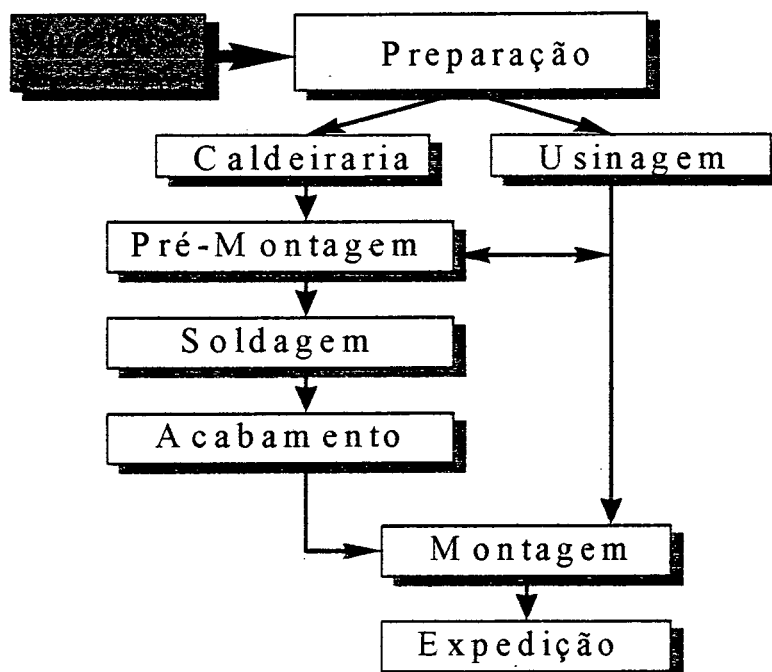 Preparação
Caldeiraria
Usinagem
Pré-Montagem
Soldagem
Acabamento
Montagem
Expedição